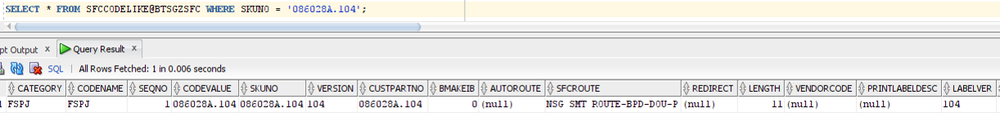 SELECT * FROM SFCCODELIKE@BTSGZSFC WHERE SKUNO = '086028A.104';
pt Output × Query Result ×
SQL | All Rows Fetched: 1 in 0.006 seconds
CATEGORY CODENAME SEQNO CODEVALUE SKUNO VERSION CUSTPARTNO BMAKEIB AUTOROUTE SFCROUTE REDIRECT LENGTH VENDORCODE PRINTLABELDESC LABELVER
1 FSPJ FSPJ 1 086028A.104 086028A.104 104 086028A.104 0 (null) NSG SMT ROUTE-BPD-DOU-P (null) 11 (null) (null) 104